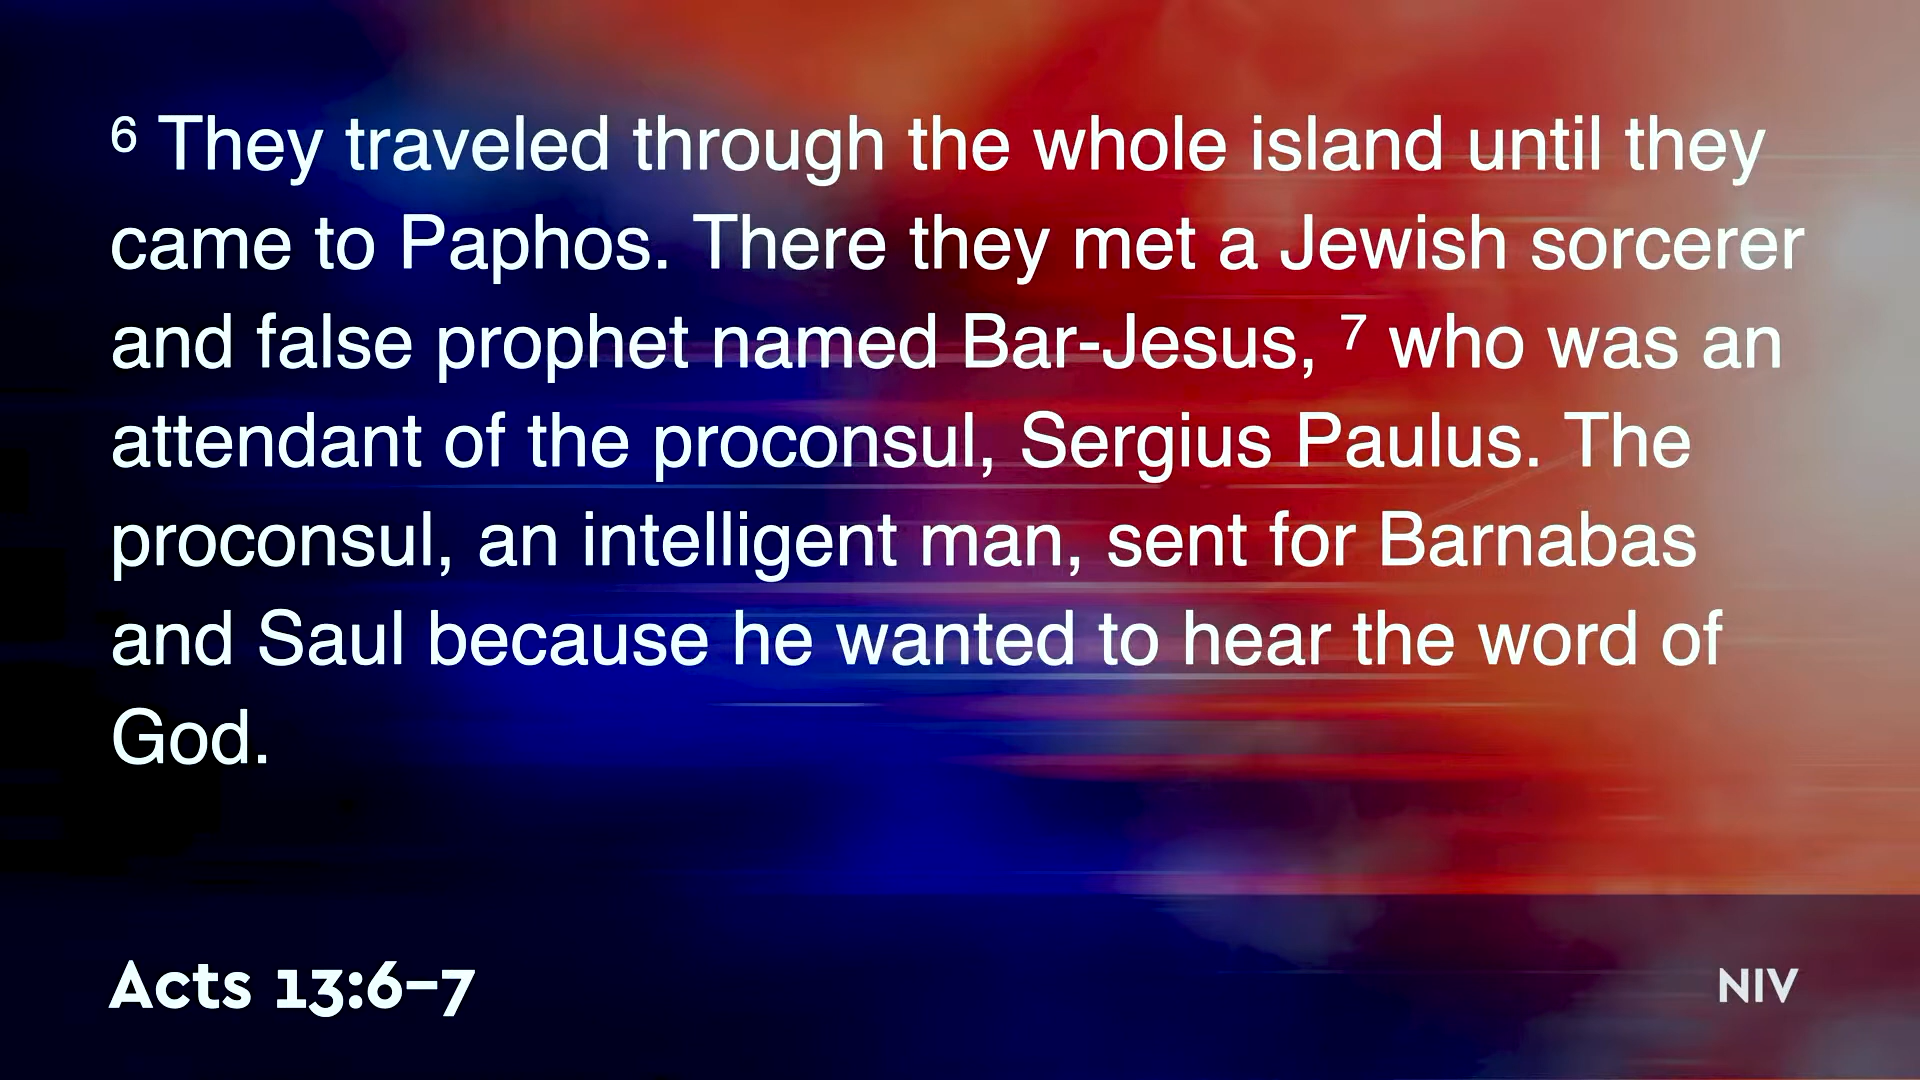 ⁶ They traveled through the whole island until they
came to Paphos. There they met a Jewish sorcerer
and false prophet named Bar-Jesus, ⁷ who was an
attendant of the proconsul, Sergius Paulus. The
proconsul, an intelligent man, sent for Barnabas
and Saul because he wanted to hear the word of
God.
Acts 13:6–7
NIV